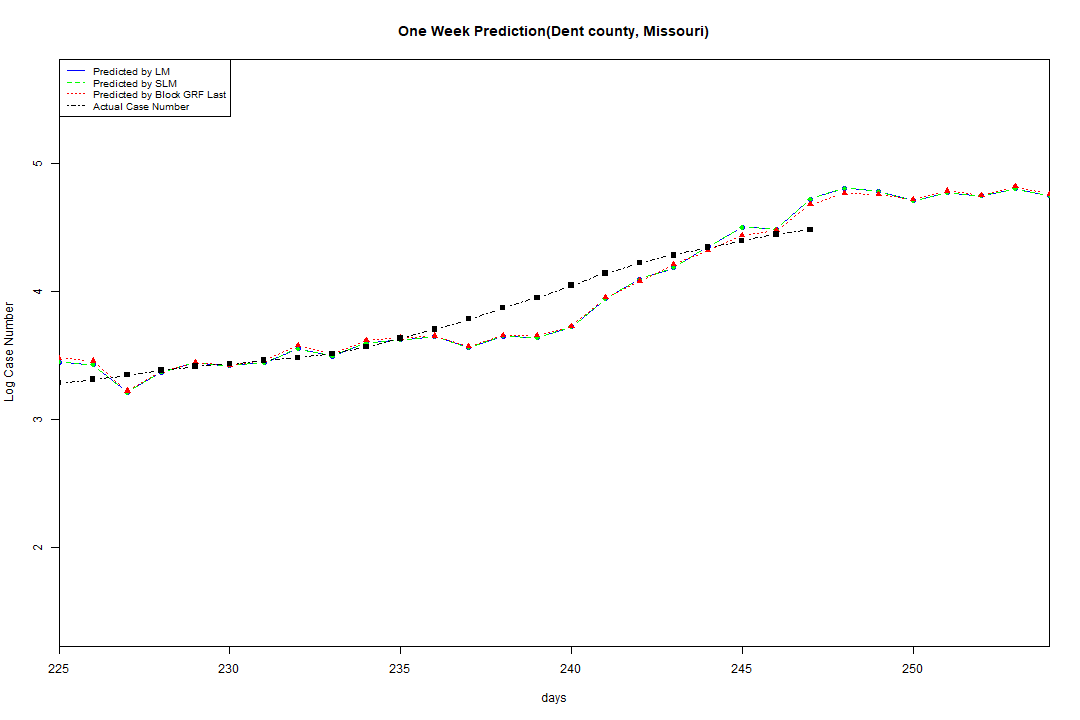 One Week Prediction(Dent county, Missouri)
Predicted by LM
Predicted by SLM
Predicted by Block GRF Last
Actual Case Number
Log Case Number
5
4
3
2
225 230 235 240 245 250
days